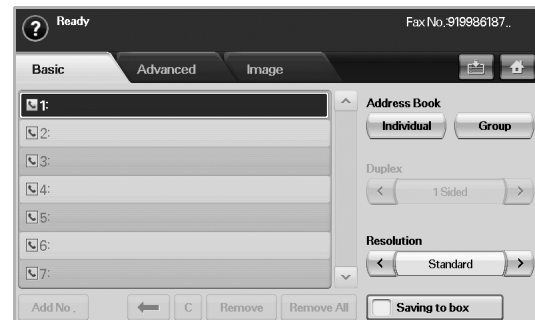 ? Ready
Fax No.:919986187..
Basic
Advanced
Image
1:
2:
3:
4:
5:
6:
7:
Address Book
Individual
Group
Duplex
1 Sided
Resolution
Standard
Add No.
C
Remove
Remove All
Saving to box